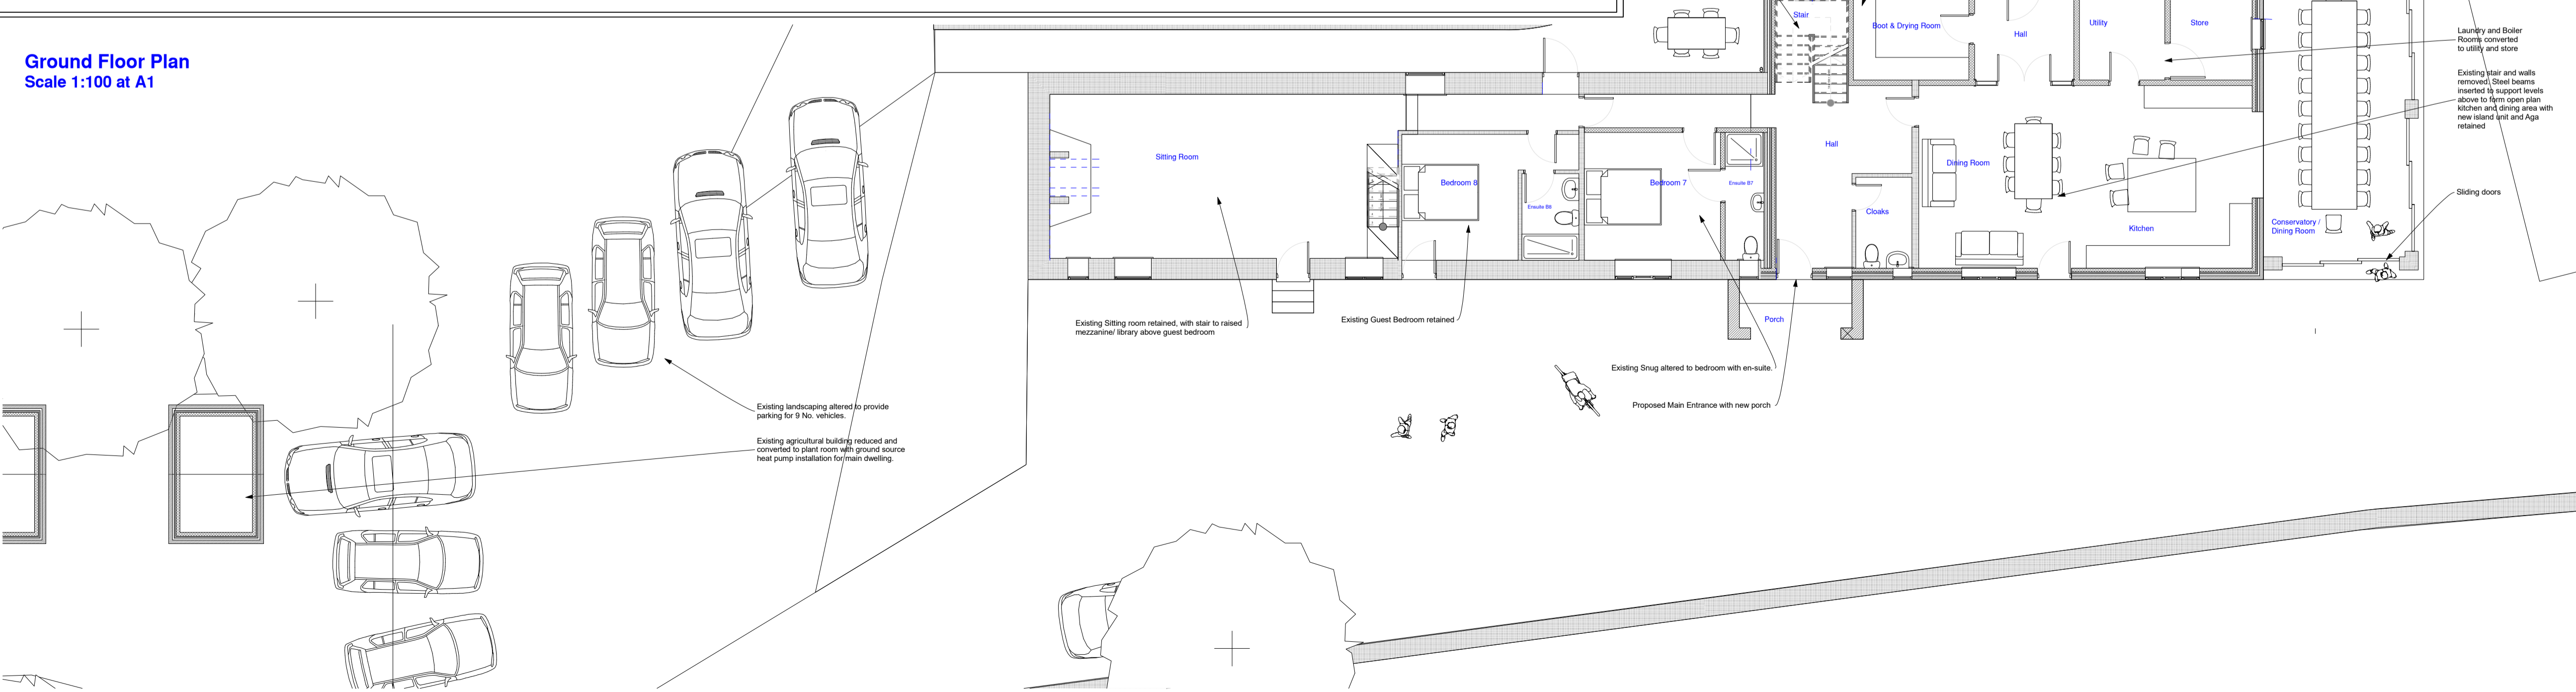 Ground Floor Plan
Scale 1:100 at A1
Stair
Boot & Drying Room
Hall
Utility
Store
Laundry and Boiler
Rooms converted
to utility and store
Existing stair and walls
removed. Steel beams
inserted to support levels
above to form open plan
kitchen and dining area with
new island unit and Aga
retained
Sitting Room
Bedroom 8
Ensuite B8
Bedroom 7
Ensuite B7
Hall
Cloaks
Dining Room
Kitchen
Conservatory /
Dining Room
Sliding doors
Porch
Existing Sitting room retained, with stair to raised
mezzanine/ library above guest bedroom
Existing Guest Bedroom retained
Existing Snug altered to bedroom with en-suite.
Proposed Main Entrance with new porch
Existing landscaping altered to provide
parking for 9 No. vehicles.
Existing agricultural building reduced and
converted to plant room with ground source
heat pump installation for main dwelling.